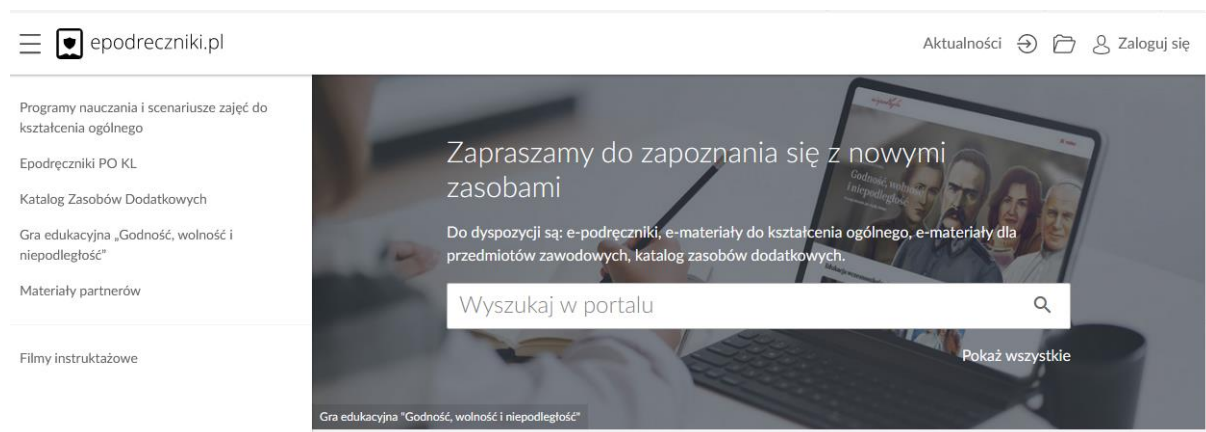 epodreczniki.pl
Aktualności
Zaloguj się
Programy nauczania i scenariusze zajęć do
kształcenia ogólnego
Epodręczniki PO KL
Katalog Zasobów Dodatkowych
Gra edukacyjna „Godność, wolność i
niepodległość”
Materiały partnerów
Filmy instruktażowe
Zapraszamy do zapoznania się z nowymi
zasobami
Do dyspozycji są: e-podręczniki, e-materiały do kształcenia ogólnego, e-materiały dla
przedmiotów zawodowych, katalog zasobów dodatkowych.
Wyszukaj w portalu
Pokaż wszystkie
Godność, wolność
i niepodległość
Gra edukacyjna "Godność, wolność i niepodległość"